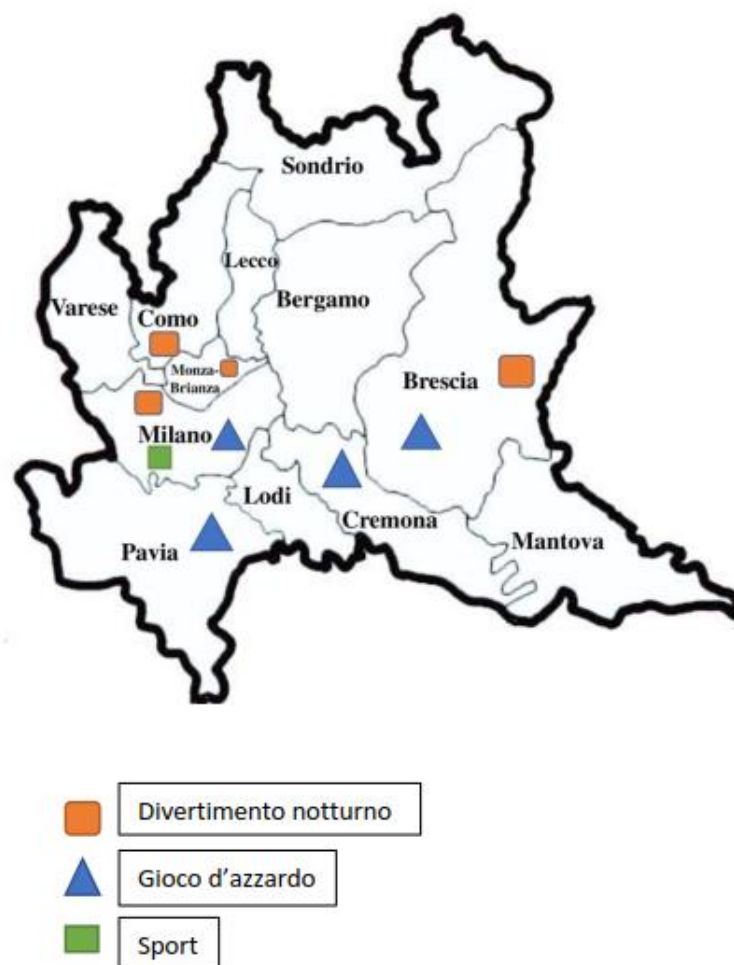 Sondrio
Lecco
Bergamo
Varese
Como
Monza-
Brianza
Brescia
Milano
Lodi
Cremona
Mantova
Pavia
Divertimento notturno
Gioco d'azzardo
Sport